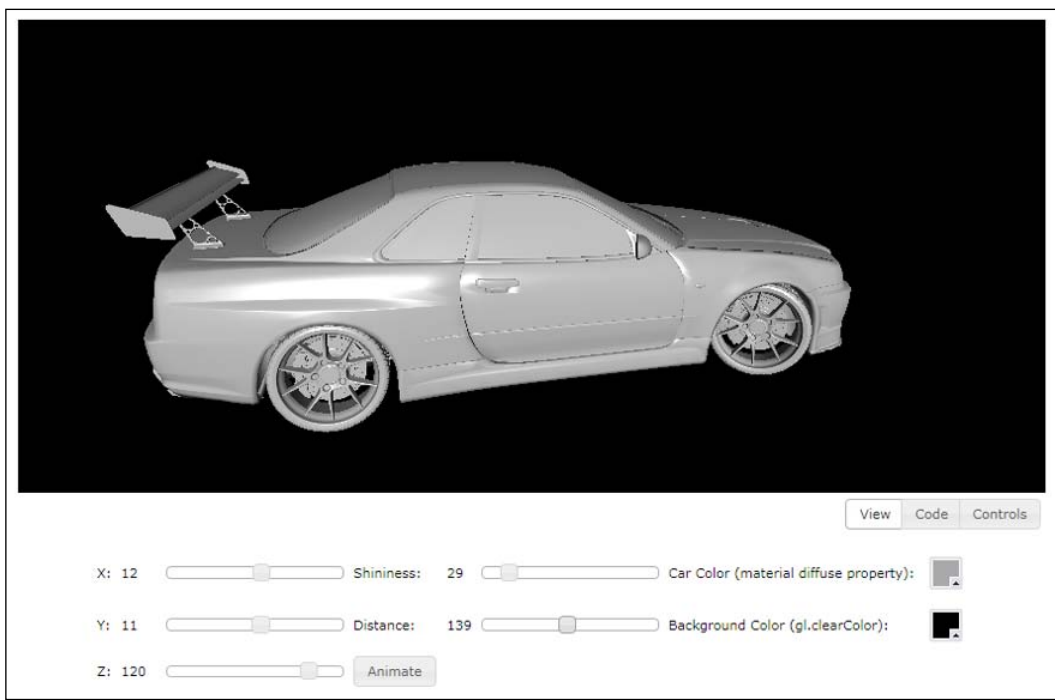 View Code Controls
X: 12 Shininess: 29 Car Color (material diffuse property):
Y: 11 Distance: 139 Background Color (gl.clearColor):
Z: 120 Animate